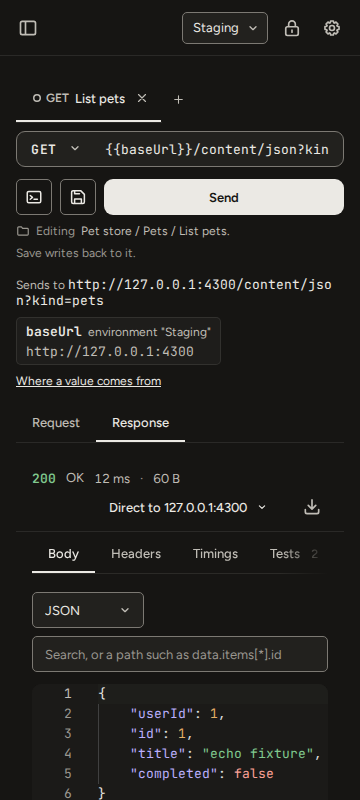 Staging
GET List pets
GET {{baseUrl}}/content/json?kin
Send
Editing Pet store / Pets / List pets.
Save writes back to it.
Sends to http://127.0.0.1:4300/content/jso
n?kind=pets
baseUrl environment "Staging"
http://127.0.0.1:4300
Where a value comes from
Request Response
200 OK 12 ms · 60 B
Direct to 127.0.0.1:4300
Body Headers Timings Tests 2
JSON
Search, or a path such as data.items[*].id
1 {
2 "userId": 1,
3 "id": 1,
4 "title": "echo fixture",
5 "completed": false
6 }